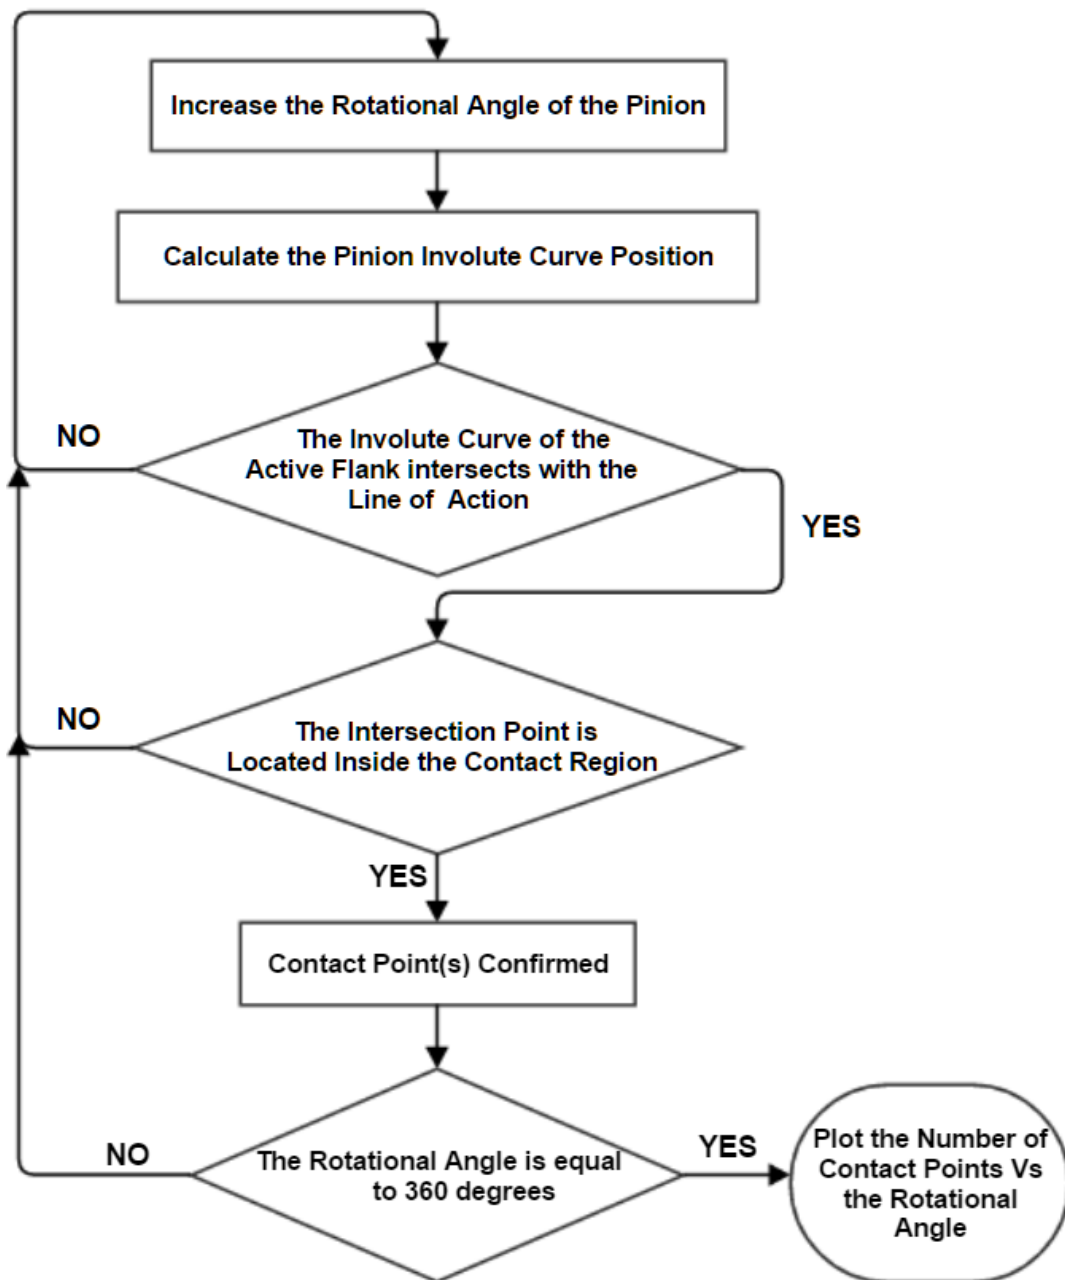 Increase the Rotational Angle of the Pinion
Calculate the Pinion Involute Curve Position
NO
The Involute Curve of the
Active Flank intersects with the
Line of Action
YES
NO
The Intersection Point is
Located Inside the Contact Region
YES
Contact Point(s) Confirmed
NO
The Rotational Angle is equal
to 360 degrees
YES
Plot the Number of
Contact Points Vs
the Rotational
Angle